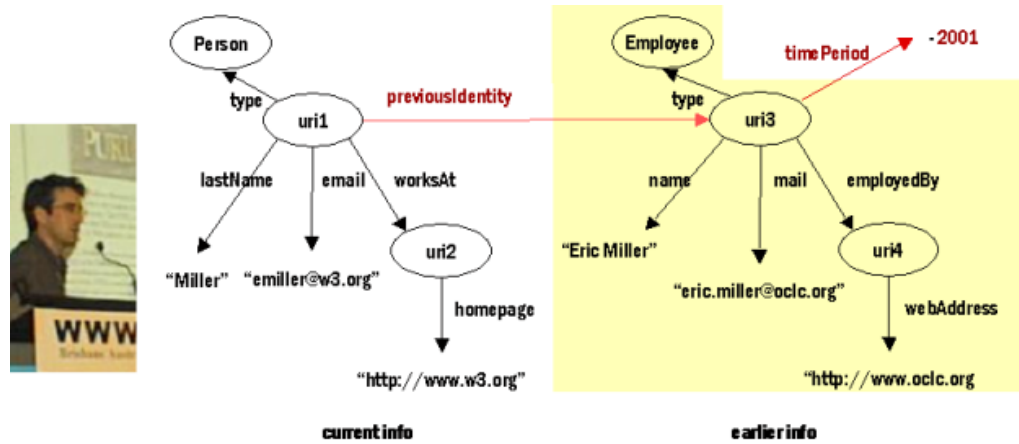 Person
Employee
timePeriod
-2001
type
previousIdentity
type
uri1
uri3
PURL
lastName
email
worksAt
name
mail
employedBy
uri2
"Eric Miller"
uri4
"Miller"
"emiller@w3.org"
"eric.miller@oclc.org"
homepage
webAddress
WWW
Brisbane
"http://www.w3.org"
"http://www.oclc.org
current info
earlier info